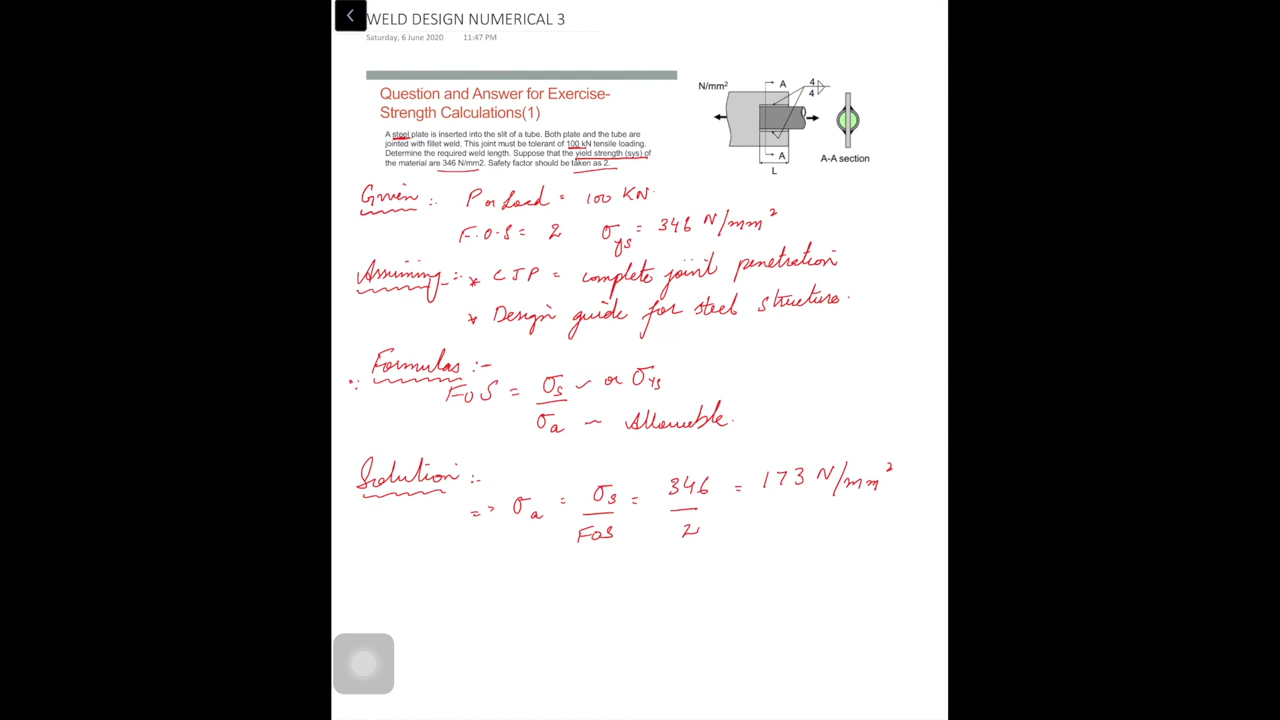 WELD DESIGN NUMERICAL 3
Saturday, 6 June 2020 11:47 PM
Question and Answer for Exercise-
Strength Calculations(1)
A steel plate is inserted into the slit of a tube. Both plate and the tube are
jointed with fillet weld. This joint must be tolerant of 100 kN tensile loading.
Determine the required weld length. Suppose that the yield strength (sys) of
the material are 346 N/mm2. Safety factor should be taken as 2.
N/mm²
A
4
4
A
L
A-A section
Given :. P or Load = 100 KN.
F.O.S = 2 σys = 346 N/mm²
Assuming :- * CJP = complete joint penetration
* Design guide for steel structure.
∴ Formulas :-
FOS = σs ~ or σys
σa ~ Allowable.
Solution :-
=> σa = σs/FOS = 346/2 = 173 N/mm²